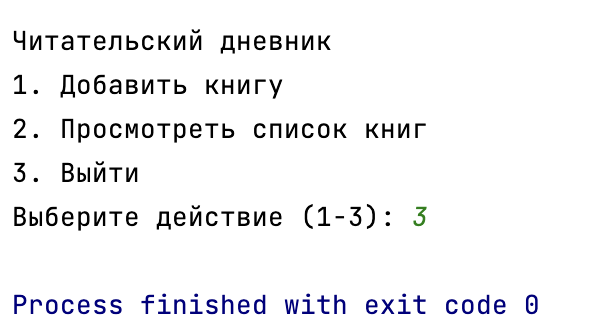 Читательский дневник
1. Добавить книгу
2. Просмотреть список книг
3. Выйти
Выберите действие (1-3): 3
Process finished with exit code 0